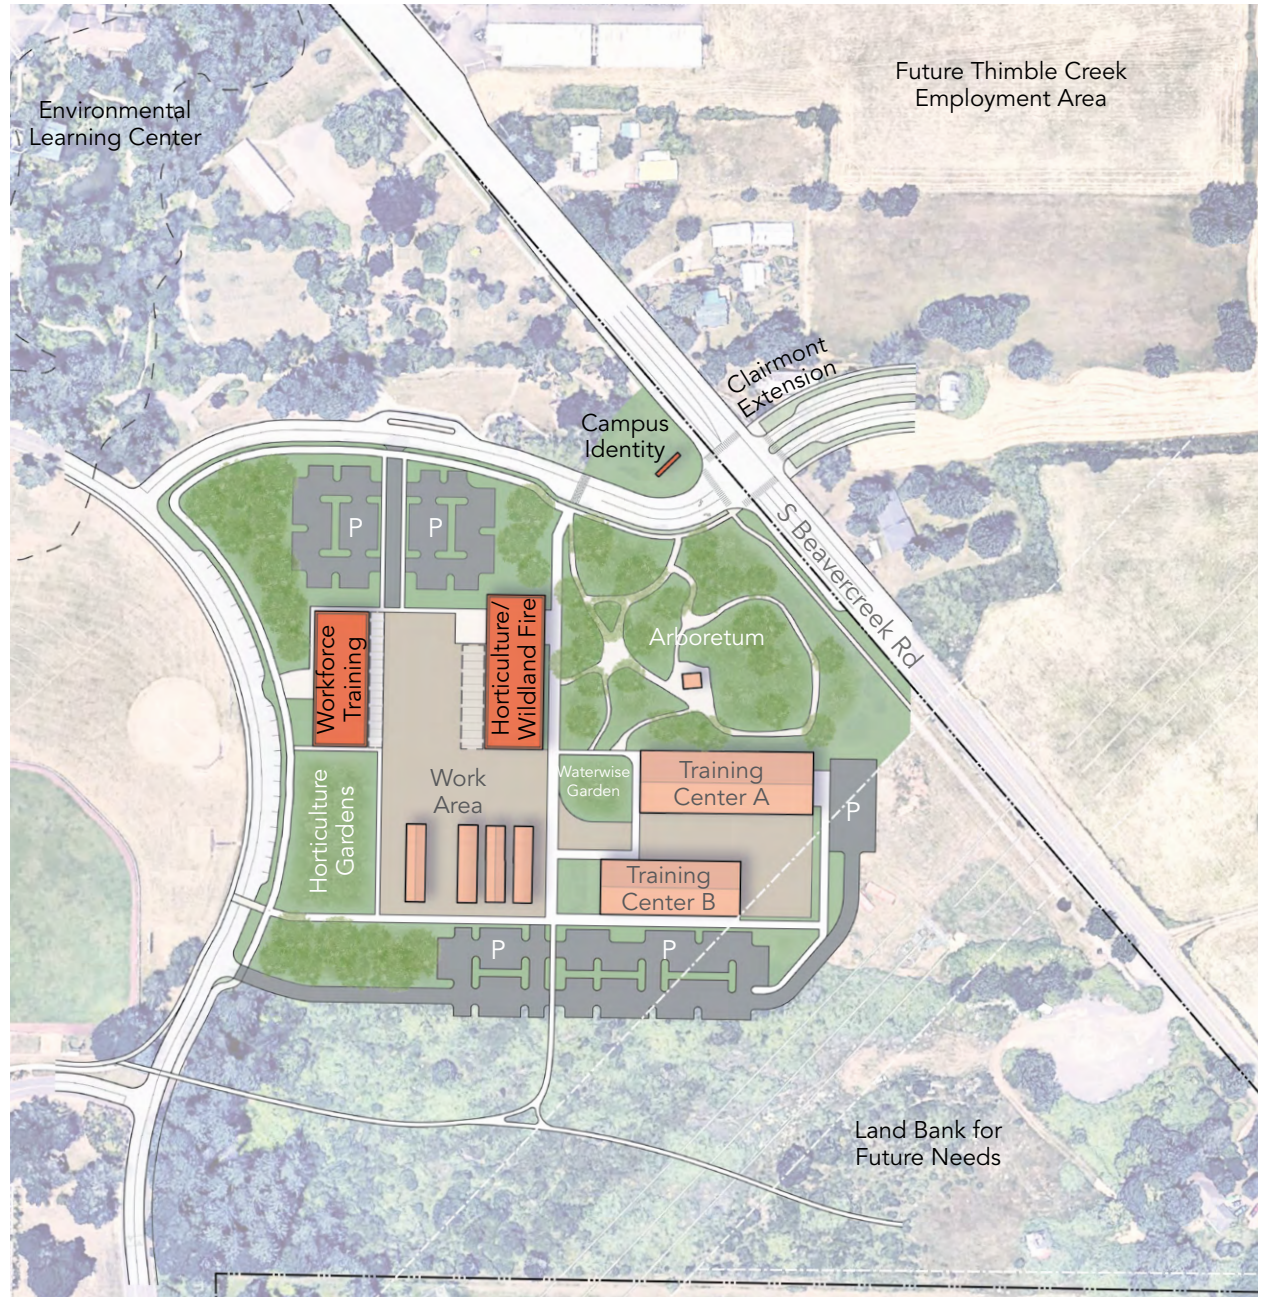 Future Thimble Creek
Employment Area
Environmental
Learning Center
Clairmont
Extension
Campus
Identity
S Beavercreek Rd
P
P
Arboretum
Workforce
Training
Horticulture/
Wildland Fire
Work
Area
Waterwise
Garden
Training
Center A
P
Horticulture
Gardens
Training
Center B
P
P
Land Bank for
Future Needs